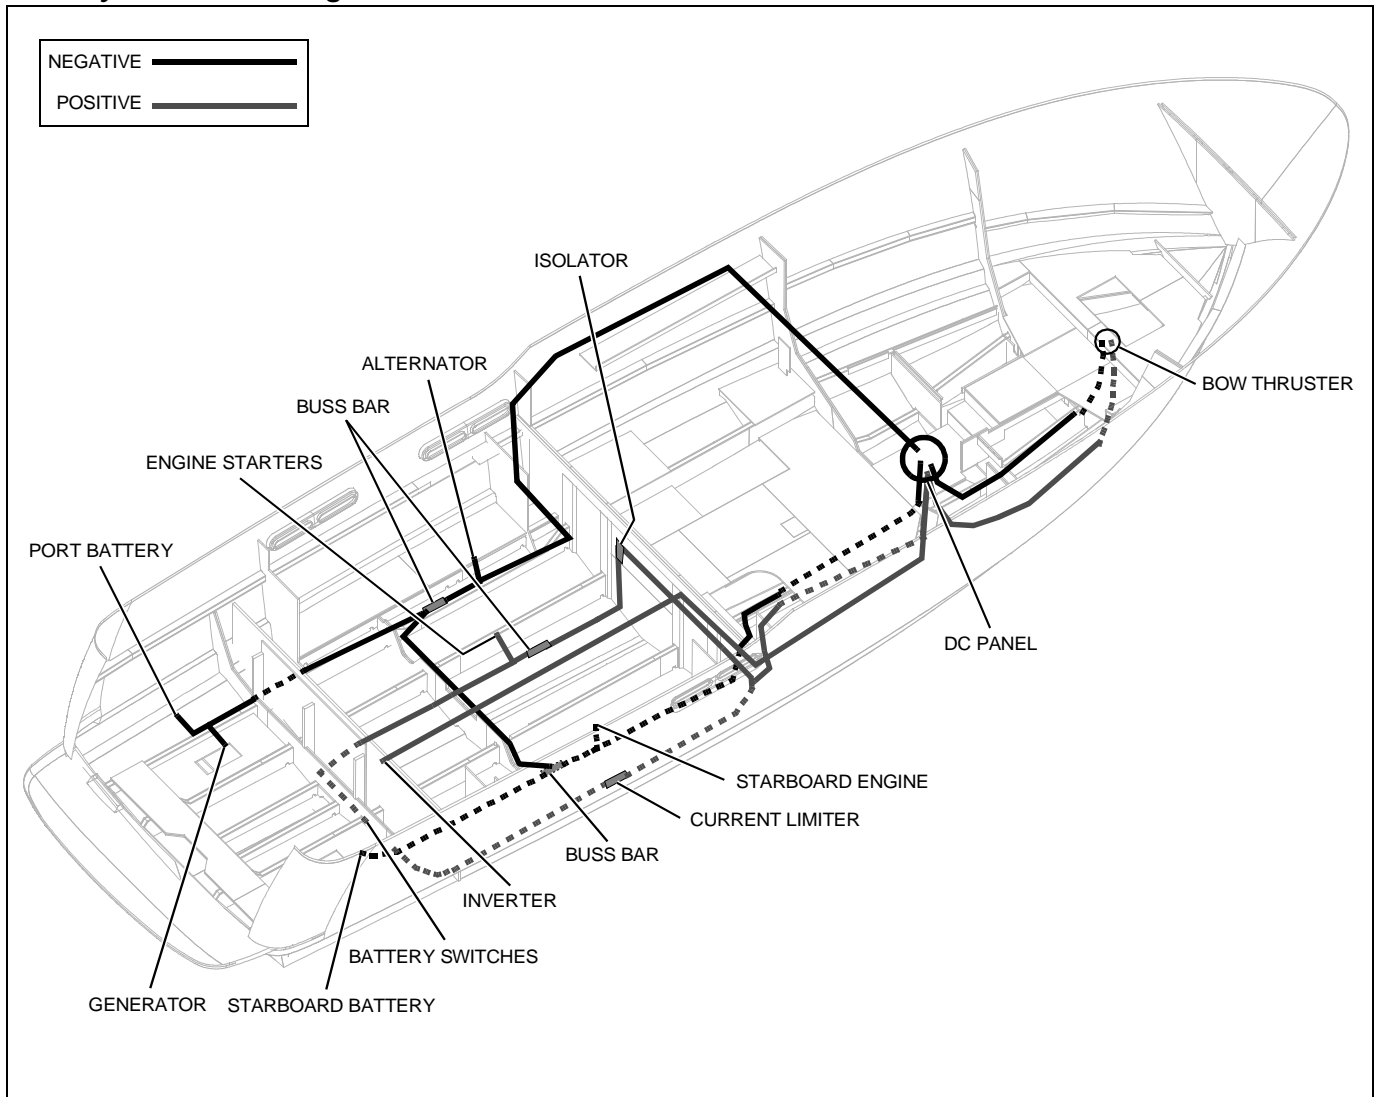 NEGATIVE
POSITIVE
ISOLATOR
ALTERNATOR
BUSS BAR
BOW THRUSTER
ENGINE STARTERS
PORT BATTERY
DC PANEL
STARBOARD ENGINE
CURRENT LIMITER
BUSS BAR
INVERTER
BATTERY SWITCHES
GENERATOR
STARBOARD BATTERY